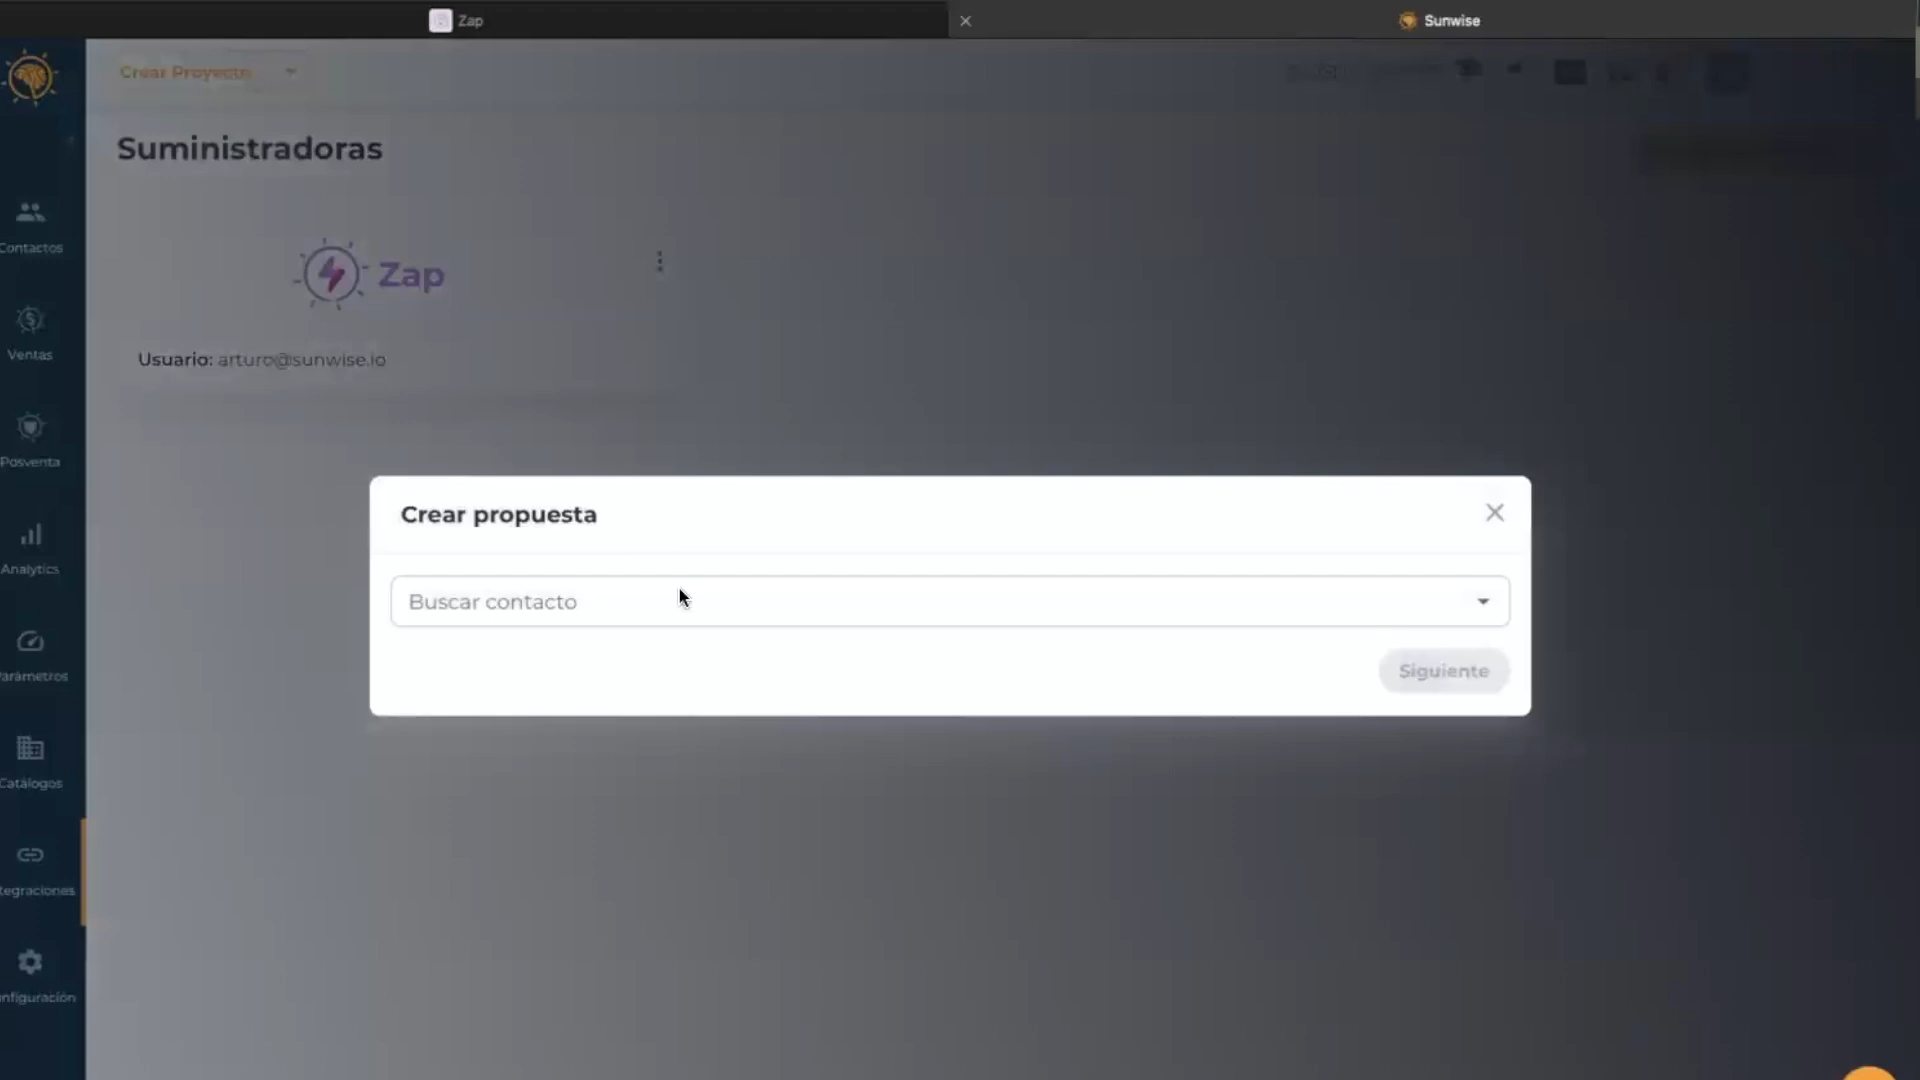 Zap
Sunwise
Crear Proyecto
Suministradoras
Zap
Usuario: arturo@sunwise.io
Contactos
Ventas
Posventa
Analytics
arámetros
Catálogos
tegraciones
nfiguración
Crear propuesta
Buscar contacto
Siguiente